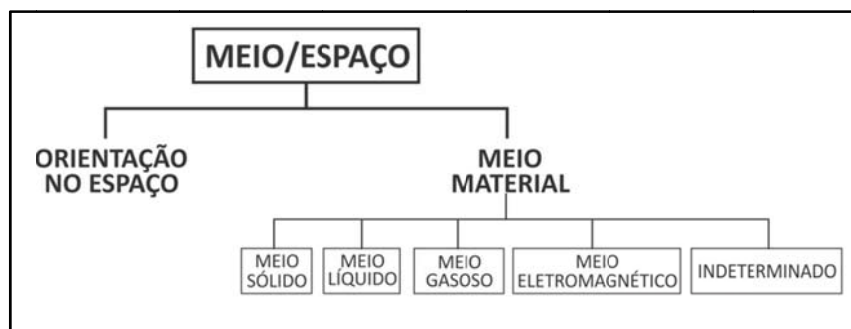 MEIO/ESPAÇO
ORIENTAÇÃO
NO ESPAÇO
MEIO
MATERIAL
MEIO
SÓLIDO
MEIO
LÍQUIDO
MEIO
GASOSO
MEIO
ELETROMAGNÉTICO
INDETERMINADO